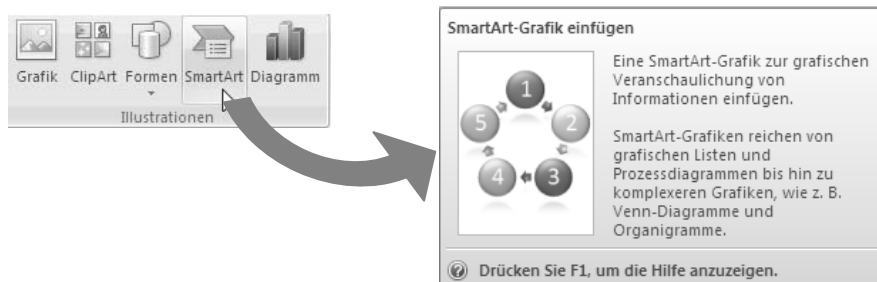 Grafik ClipArt Formen SmartArt Diagramm
Illustrationen
SmartArt-Grafik einfügen
1
2
3
4
5
Eine SmartArt-Grafik zur grafischen
Veranschaulichung von
Informationen einfügen.
SmartArt-Grafiken reichen von
grafischen Listen und
Prozessdiagrammen bis hin zu
komplexeren Grafiken, wie z. B.
Venn-Diagramme und
Organigramme.
Drücken Sie F1, um die Hilfe anzuzeigen.